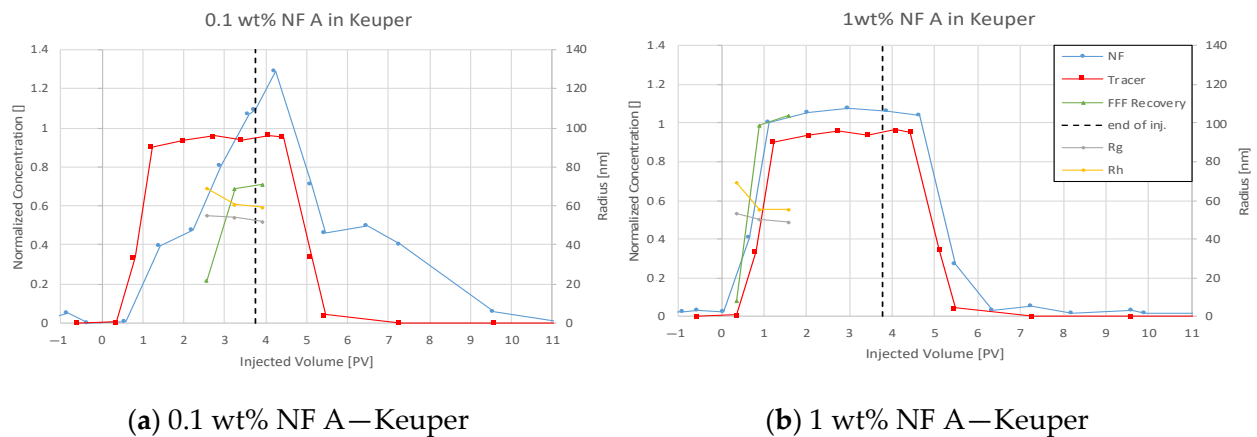 0.1 wt% NF A in Keuper
1.4
1.2
1
0.8
0.6
0.4
0.2
0
Normalized Concentration []
140
120
100
80
60
40
20
0
Radius [nm]
−1 0 1 2 3 4 5 6 7 8 9 10 11
Injected Volume [PV]
(a) 0.1 wt% NF A—Keuper
1wt% NF A in Keuper
1.4
1.2
1
0.8
0.6
0.4
0.2
0
Normalized Concentration []
140
120
100
80
60
40
20
0
Radius [nm]
NF
Tracer
FFF Recovery
end of inj.
Rg
Rh
−1 0 1 2 3 4 5 6 7 8 9 10 11
Injected Volume [PV]
(b) 1 wt% NF A—Keuper